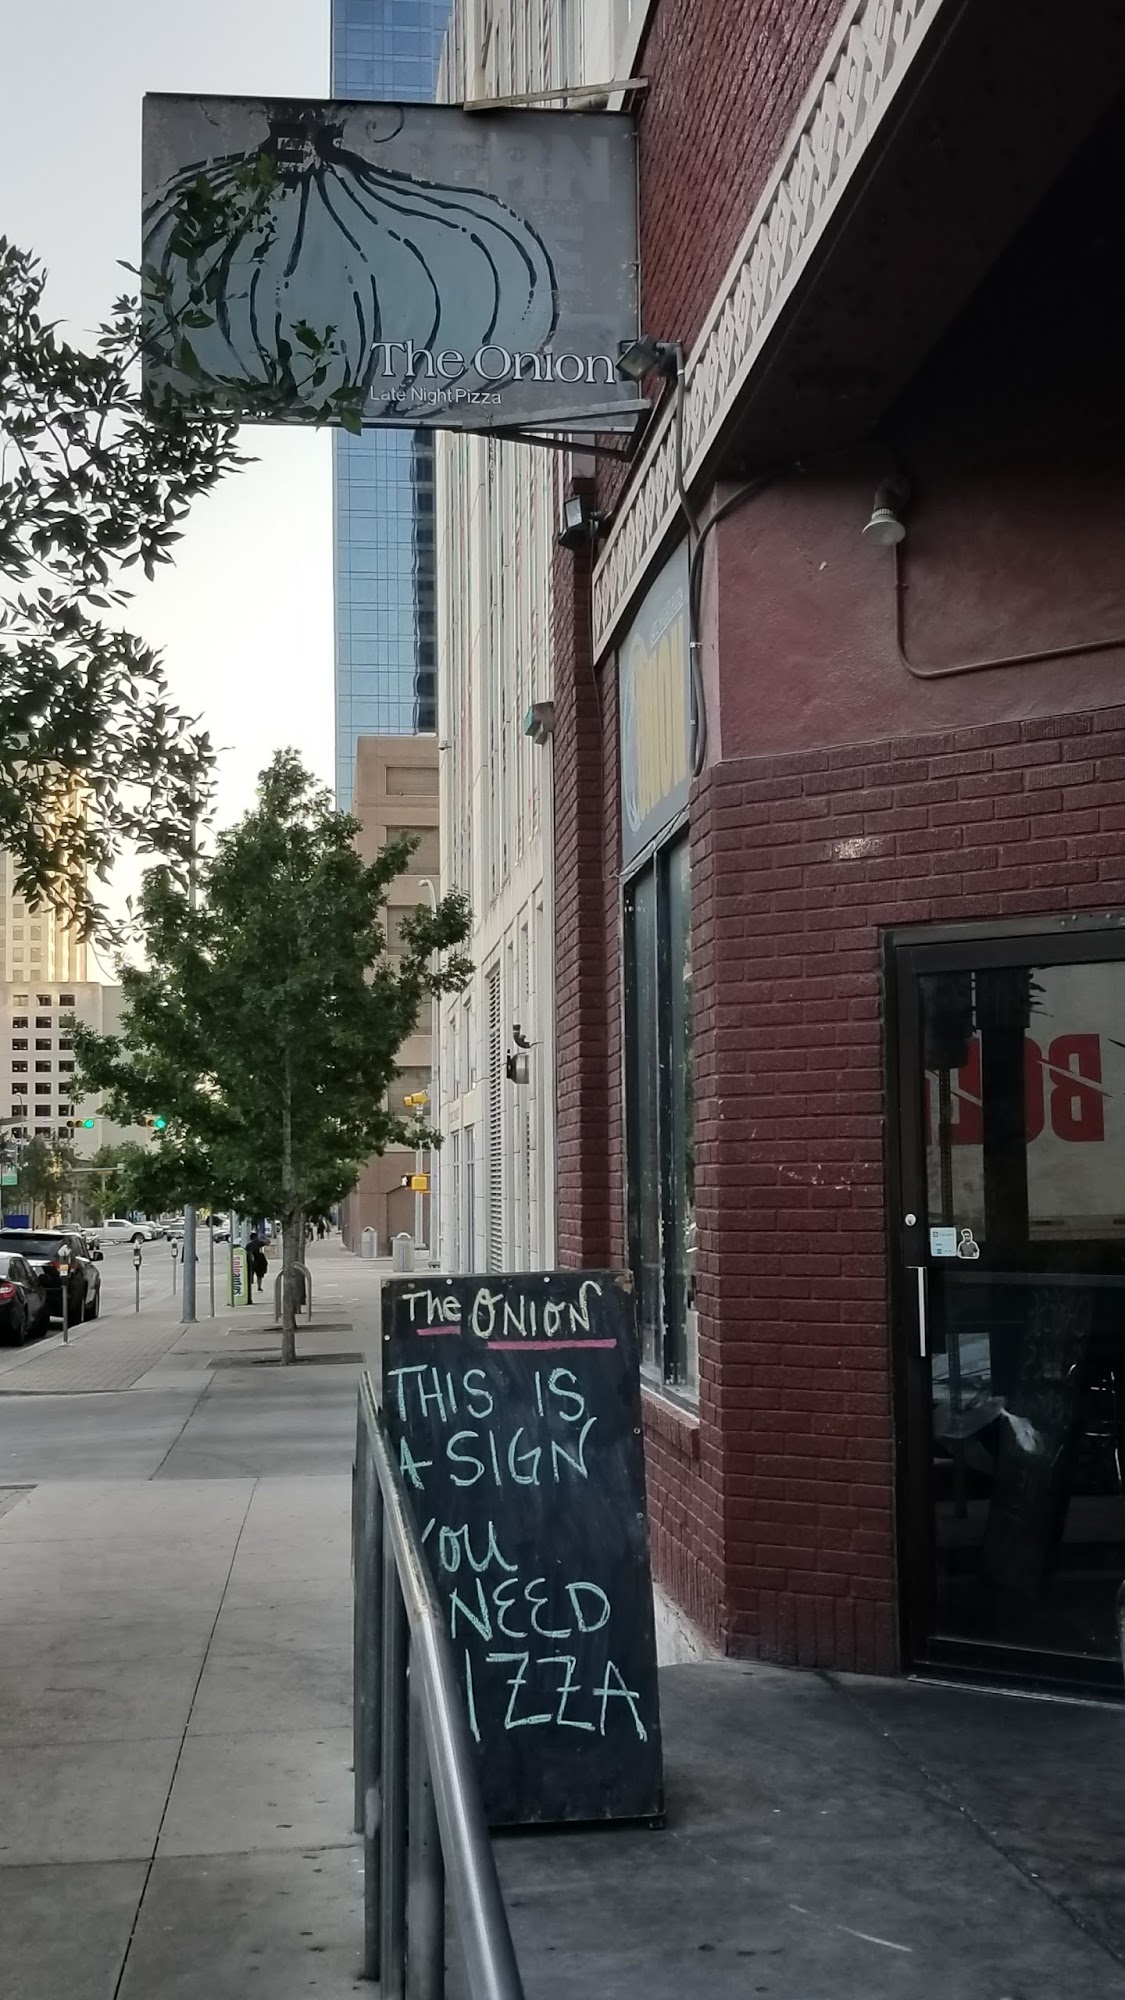 The Onion
Late Night Pizza
The ONION
THIS IS
A SIGN
YOU
NEED
IZZA